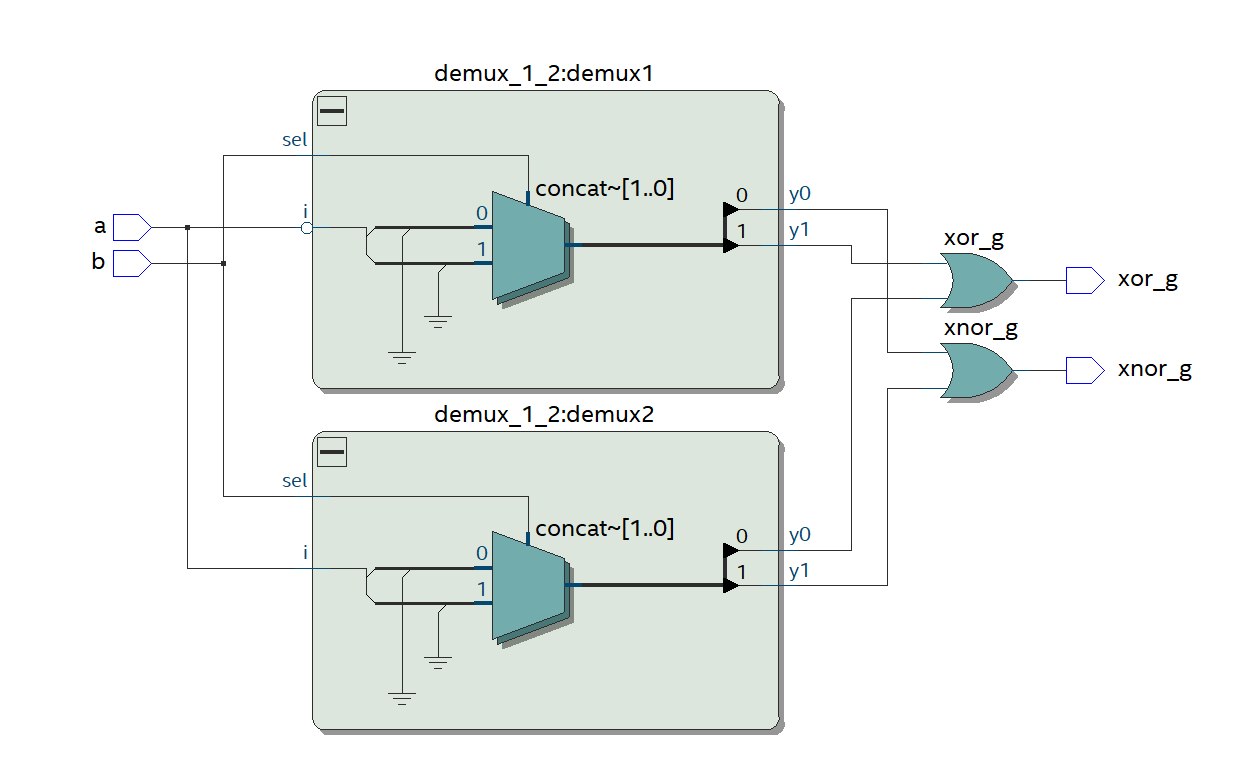 demux_1_2:demux1
sel
concat~[1..0]
i
0
1
0
y0
1
y1
a
b
xor_g
xor_g
xnor_g
xnor_g
demux_1_2:demux2
sel
concat~[1..0]
i
0
1
0
y0
1
y1